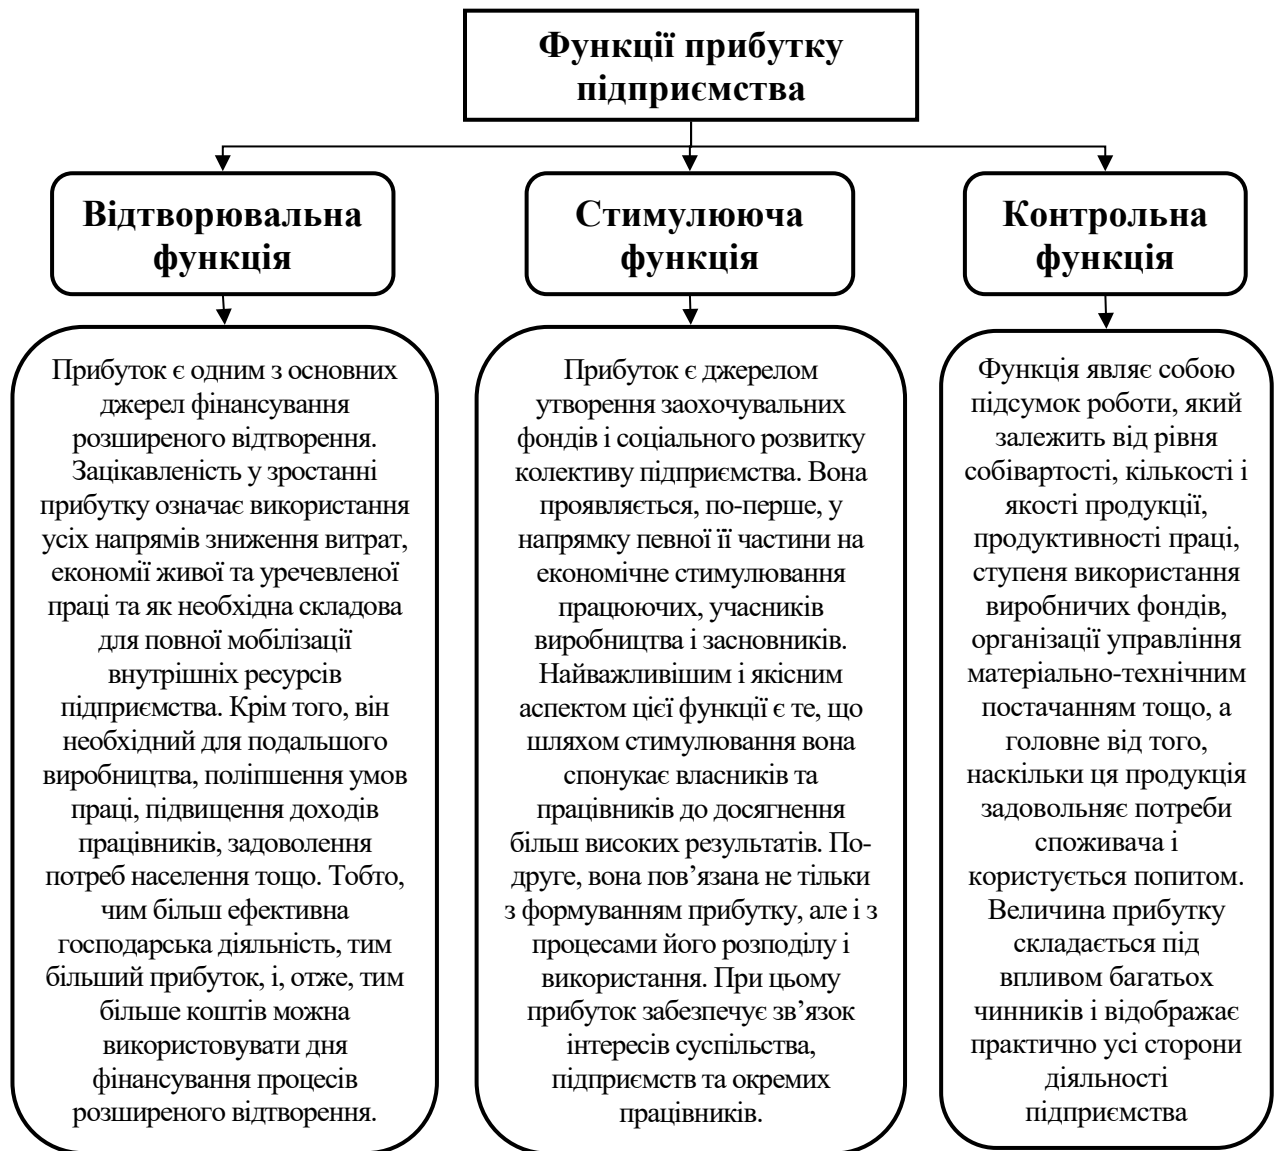 Функції прибутку
підприємства
Відтворювальна
функція
Стимулююча
функція
Контрольна
функція
Прибуток є одним з основних
джерел фінансування
розширеного відтворення.
Зацікавленість у зростанні
прибутку означає використання
усіх напрямів зниження витрат,
економії живої та уречевленої
праці та як необхідна складова
для повної мобілізації
внутрішніх ресурсів
підприємства. Крім того, він
необхідний для подальшого
виробництва, поліпшення умов
праці, підвищення доходів
працівників, задоволення
потреб населення тощо. Тобто,
чим більш ефективна
господарська діяльність, тим
більший прибуток, і, отже, тим
більше коштів можна
використовувати дня
фінансування процесів
розширеного відтворення.
Прибуток є джерелом
утворення заохочувальних
фондів і соціального розвитку
колективу підприємства. Вона
проявляється, по-перше, у
напрямку певної її частини на
економічне стимулювання
працюючих, учасників
виробництва і засновників.
Найважливішим і якісним
аспектом цієї функції є те, що
шляхом стимулювання вона
спонукає власників та
працівників до досягнення
більш високих результатів. По-
друге, вона пов’язана не тільки
з формуванням прибутку, але і з
процесами його розподілу і
використання. При цьому
прибуток забезпечує зв’язок
інтересів суспільства,
підприємств та окремих
працівників.
Функція являє собою
підсумок роботи, який
залежить від рівня
собівартості, кількості і
якості продукції,
продуктивності праці,
ступеня використання
виробничих фондів,
організації управління
матеріально-технічним
постачанням тощо, а
головне від того,
наскільки ця продукція
задовольняє потреби
споживача і
користується попитом.
Величина прибутку
складається під
впливом багатьох
чинників і відображає
практично усі сторони
діяльності
підприємства